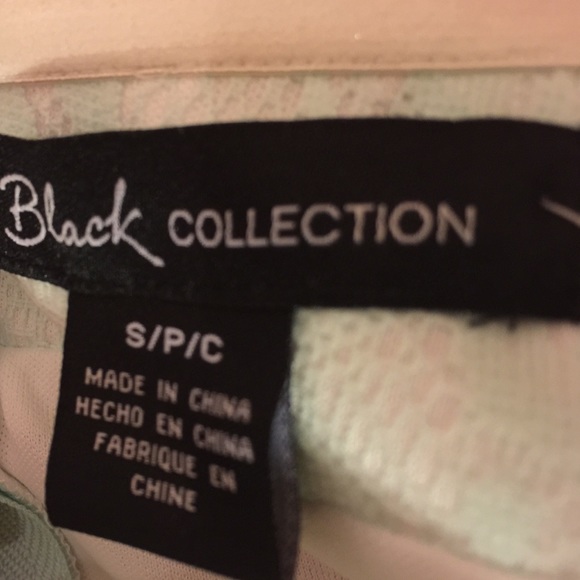 Black COLLECTION
S/P/C
MADE IN CHINA
HECHO EN CHINA
FABRIQUE EN
CHINE